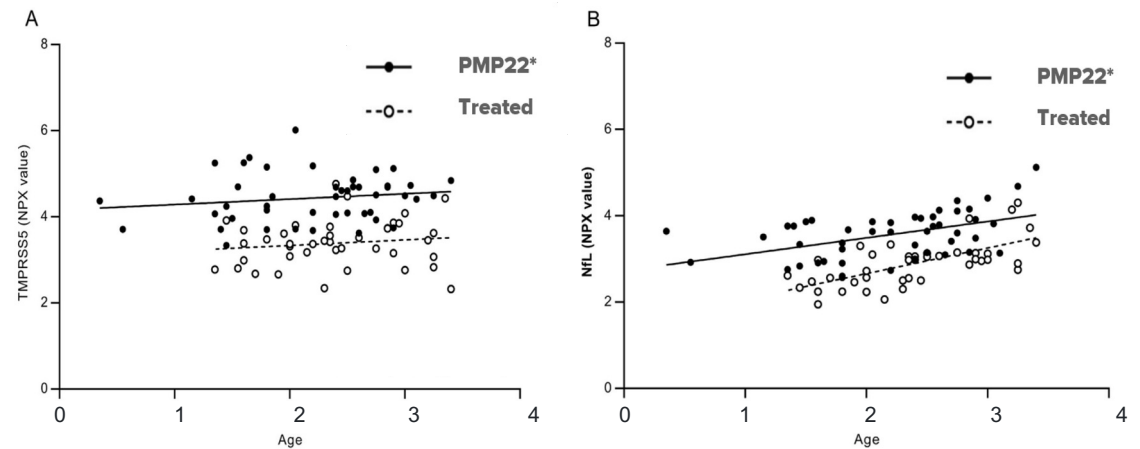 A
8
6
4
2
0
TMPRSS5 (NPX value)
PMP22*
Treated
0 1 2 3 4
Age
B
8
6
4
2
0
NfL (NPX value)
PMP22*
Treated
0 1 2 3 4
Age